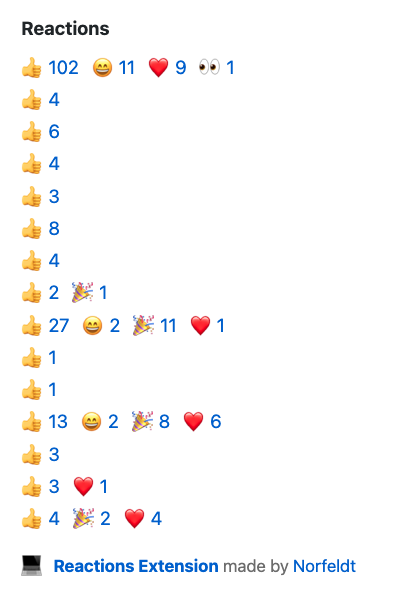 Reactions
👍 102 😄 11 ❤️ 9 👀 1
👍 4
👍 6
👍 4
👍 3
👍 8
👍 4
👍 2 🎉 1
👍 27 😄 2 🎉 11 ❤️ 1
👍 1
👍 1
👍 13 😄 2 🎉 8 ❤️ 6
👍 3
👍 3 ❤️ 1
👍 4 🎉 2 ❤️ 4
💻 Reactions Extension made by Norfeldt